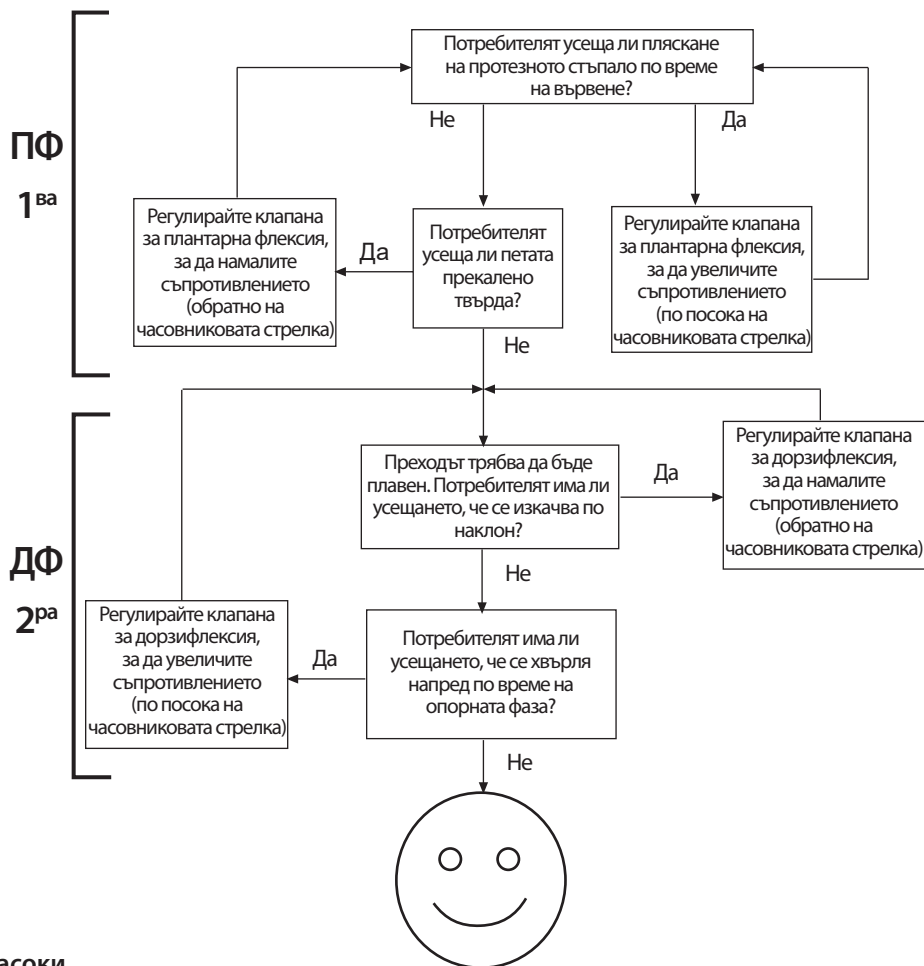 Потребителят усеща ли пляскане
на протезното стъпало по време
на вървене?
Не
Да
ПФ
1ва
Регулирайте клапана
за плантарна флексия,
за да намалите
съпротивлението
(обратно на
часовниковата стрелка)
Да
Потребителят
усеща ли петата
прекалено
твърда?
Регулирайте клапана
за плантарна флексия,
за да увеличите
съпротивлението
(по посока на
часовниковата стрелка)
Не
ДФ
2ра
Преходът трябва да бъде
плавен. Потребителят има ли
усещането, че се изкачва по
наклон?
Да
Регулирайте клапана
за дорзифлексия,
за да намалите
съпротивлението
(обратно на
часовниковата стрелка)
Не
Регулирайте клапана
за дорзифлексия,
за да увеличите
съпротивлението
(по посока на
часовниковата стрелка)
Да
Потребителят има ли
усещането, че се хвърля
напред по време на
опорната фаза?
Не